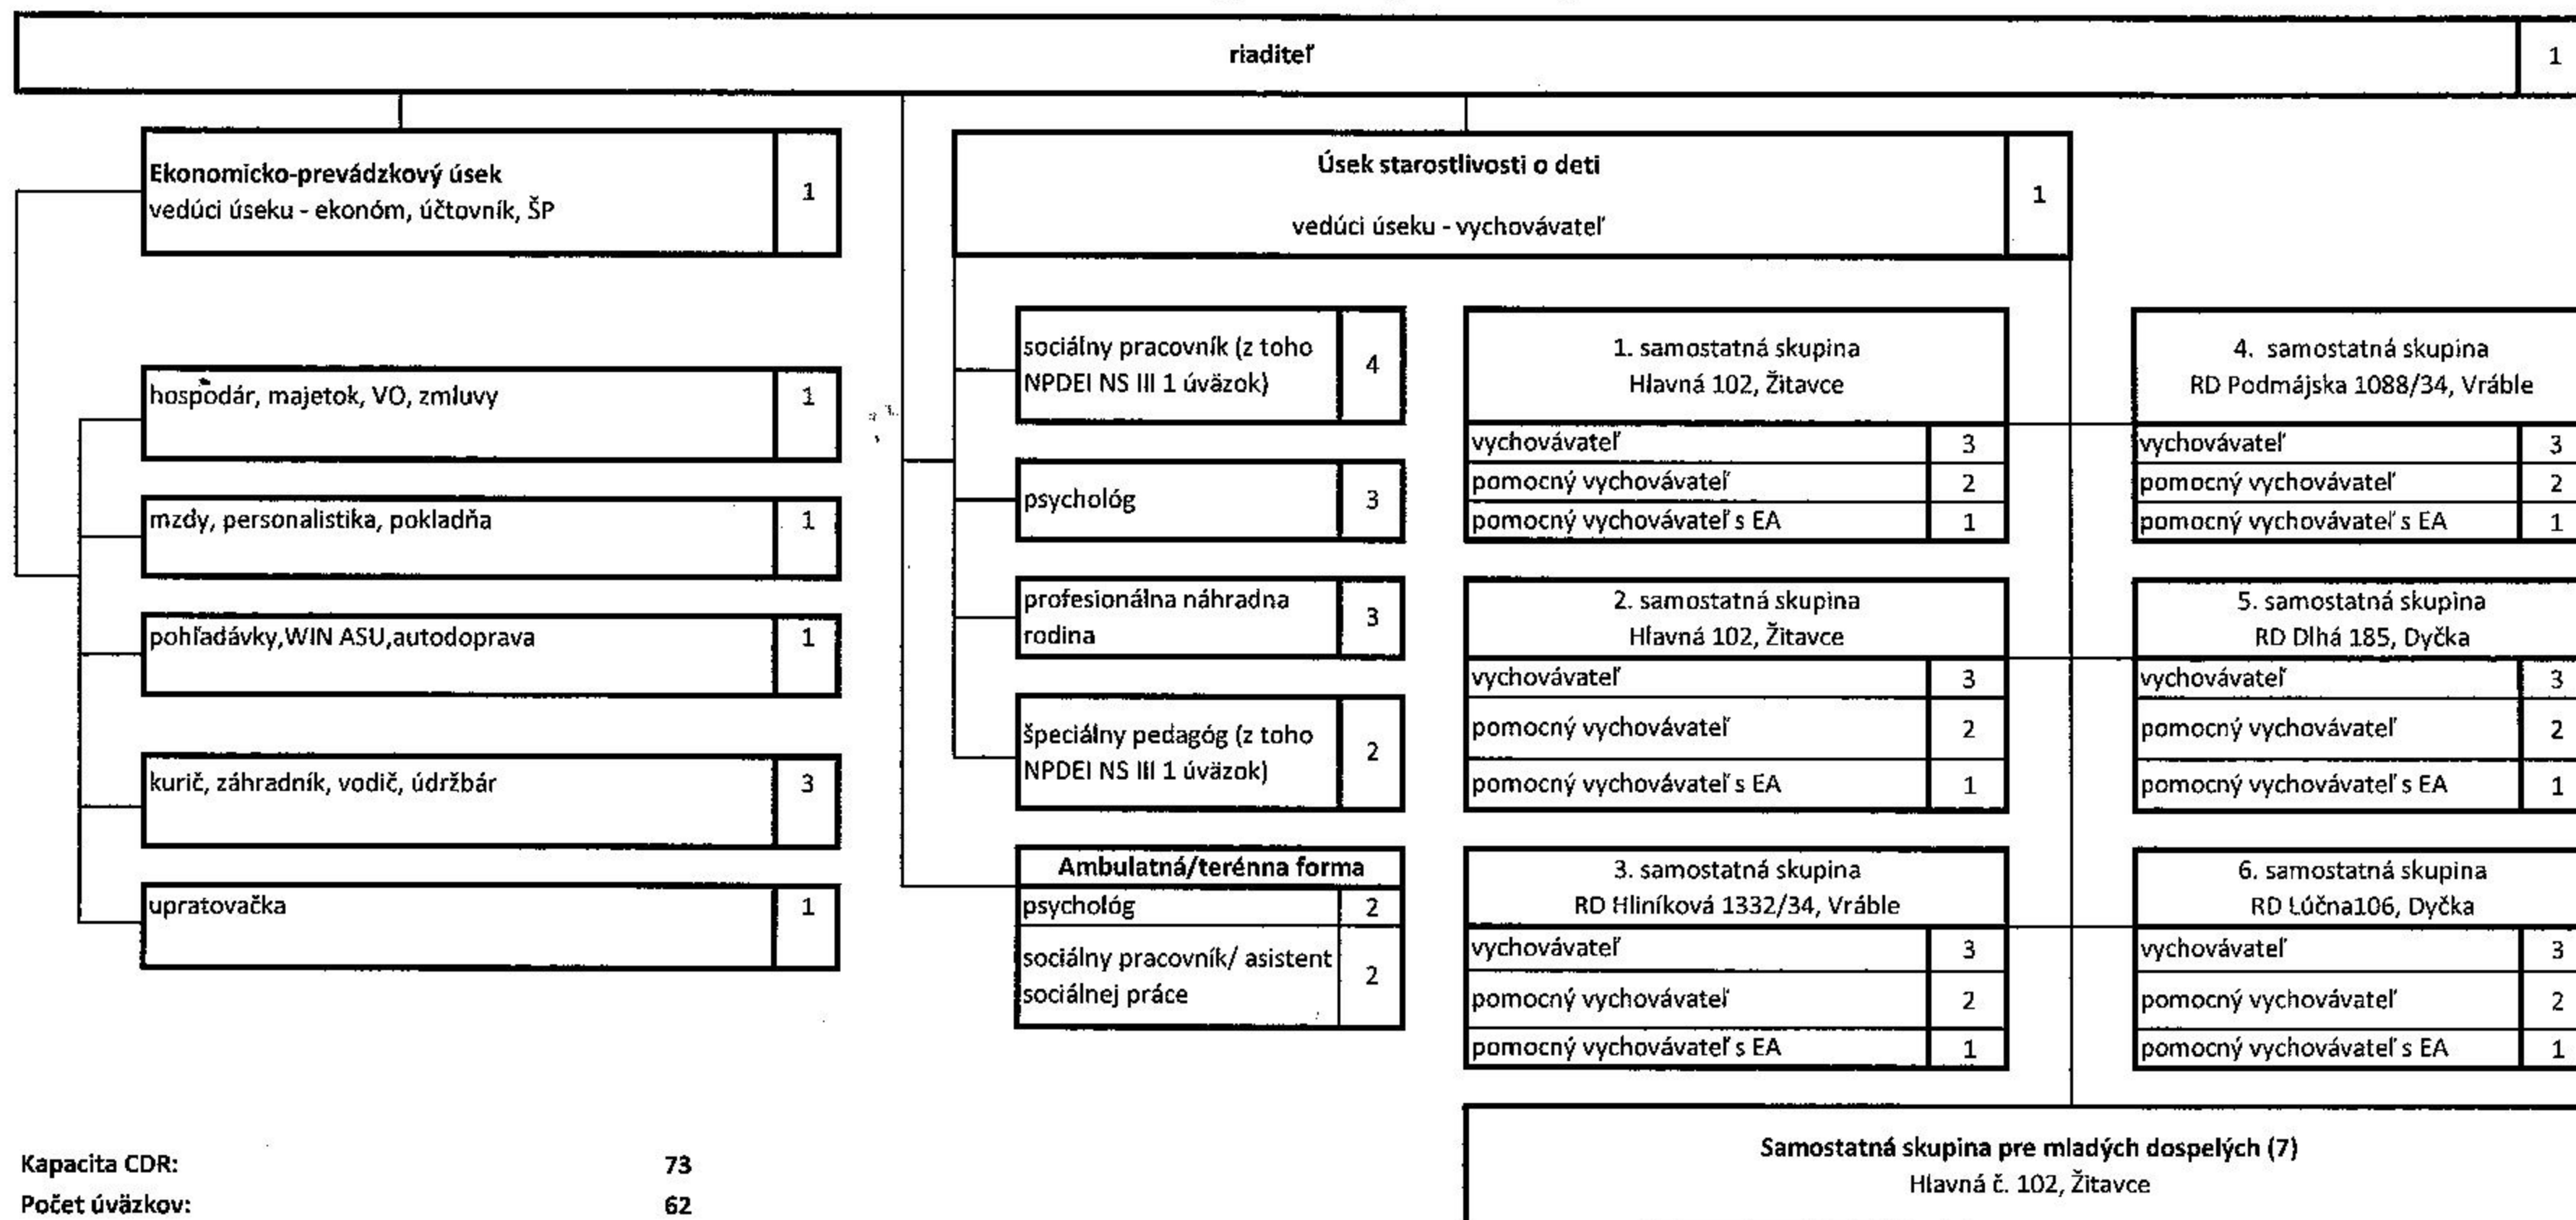 riaditeľ 1
Ekonomicko-prevádzkový úsek
vedúci úseku - ekonóm, účtovník, ŠP 1
hospodár, majetok, VO, zmluvy 1
mzdy, personalistika, pokladňa 1
pohľadávky,WIN ASU,autodoprava 1
kurič, záhradník, vodič, údržbár 3
upratovačka 1
Úsek starostlivosti o deti
vedúci úseku - vychovávateľ 1
sociálny pracovník (z toho
NPDEI NS III 1 úväzok) 4
psychológ 3
profesionálna náhradna
rodina 3
špeciálny pedagóg (z toho
NPDEI NS III 1 úväzok) 2
Ambulatná/terénna forma
psychológ 2
sociálny pracovník/ asistent
sociálnej práce 2
1. samostatná skupina
Hlavná 102, Žitavce
vychovávateľ 3
pomocný vychovávateľ 2
pomocný vychovávateľ s EA 1
2. samostatná skupina
Hlavná 102, Žitavce
vychovávateľ 3
pomocný vychovávateľ 2
pomocný vychovávateľ s EA 1
3. samostatná skupina
RD Hliníková 1332/34, Vráble
vychovávateľ 3
pomocný vychovávateľ 2
pomocný vychovávateľ s EA 1
4. samostatná skupina
RD Podmájska 1088/34, Vráble
vychovávateľ 3
pomocný vychovávateľ 2
pomocný vychovávateľ s EA 1
5. samostatná skupina
RD Dlhá 185, Dyčka
vychovávateľ 3
pomocný vychovávateľ 2
pomocný vychovávateľ s EA 1
6. samostatná skupina
RD Lúčna106, Dyčka
vychovávateľ 3
pomocný vychovávateľ 2
pomocný vychovávateľ s EA 1
Samostatná skupina pre mladých dospelých (7)
Hlavná č. 102, Žitavce
Kapacita CDR: 73
Počet úväzkov: 62